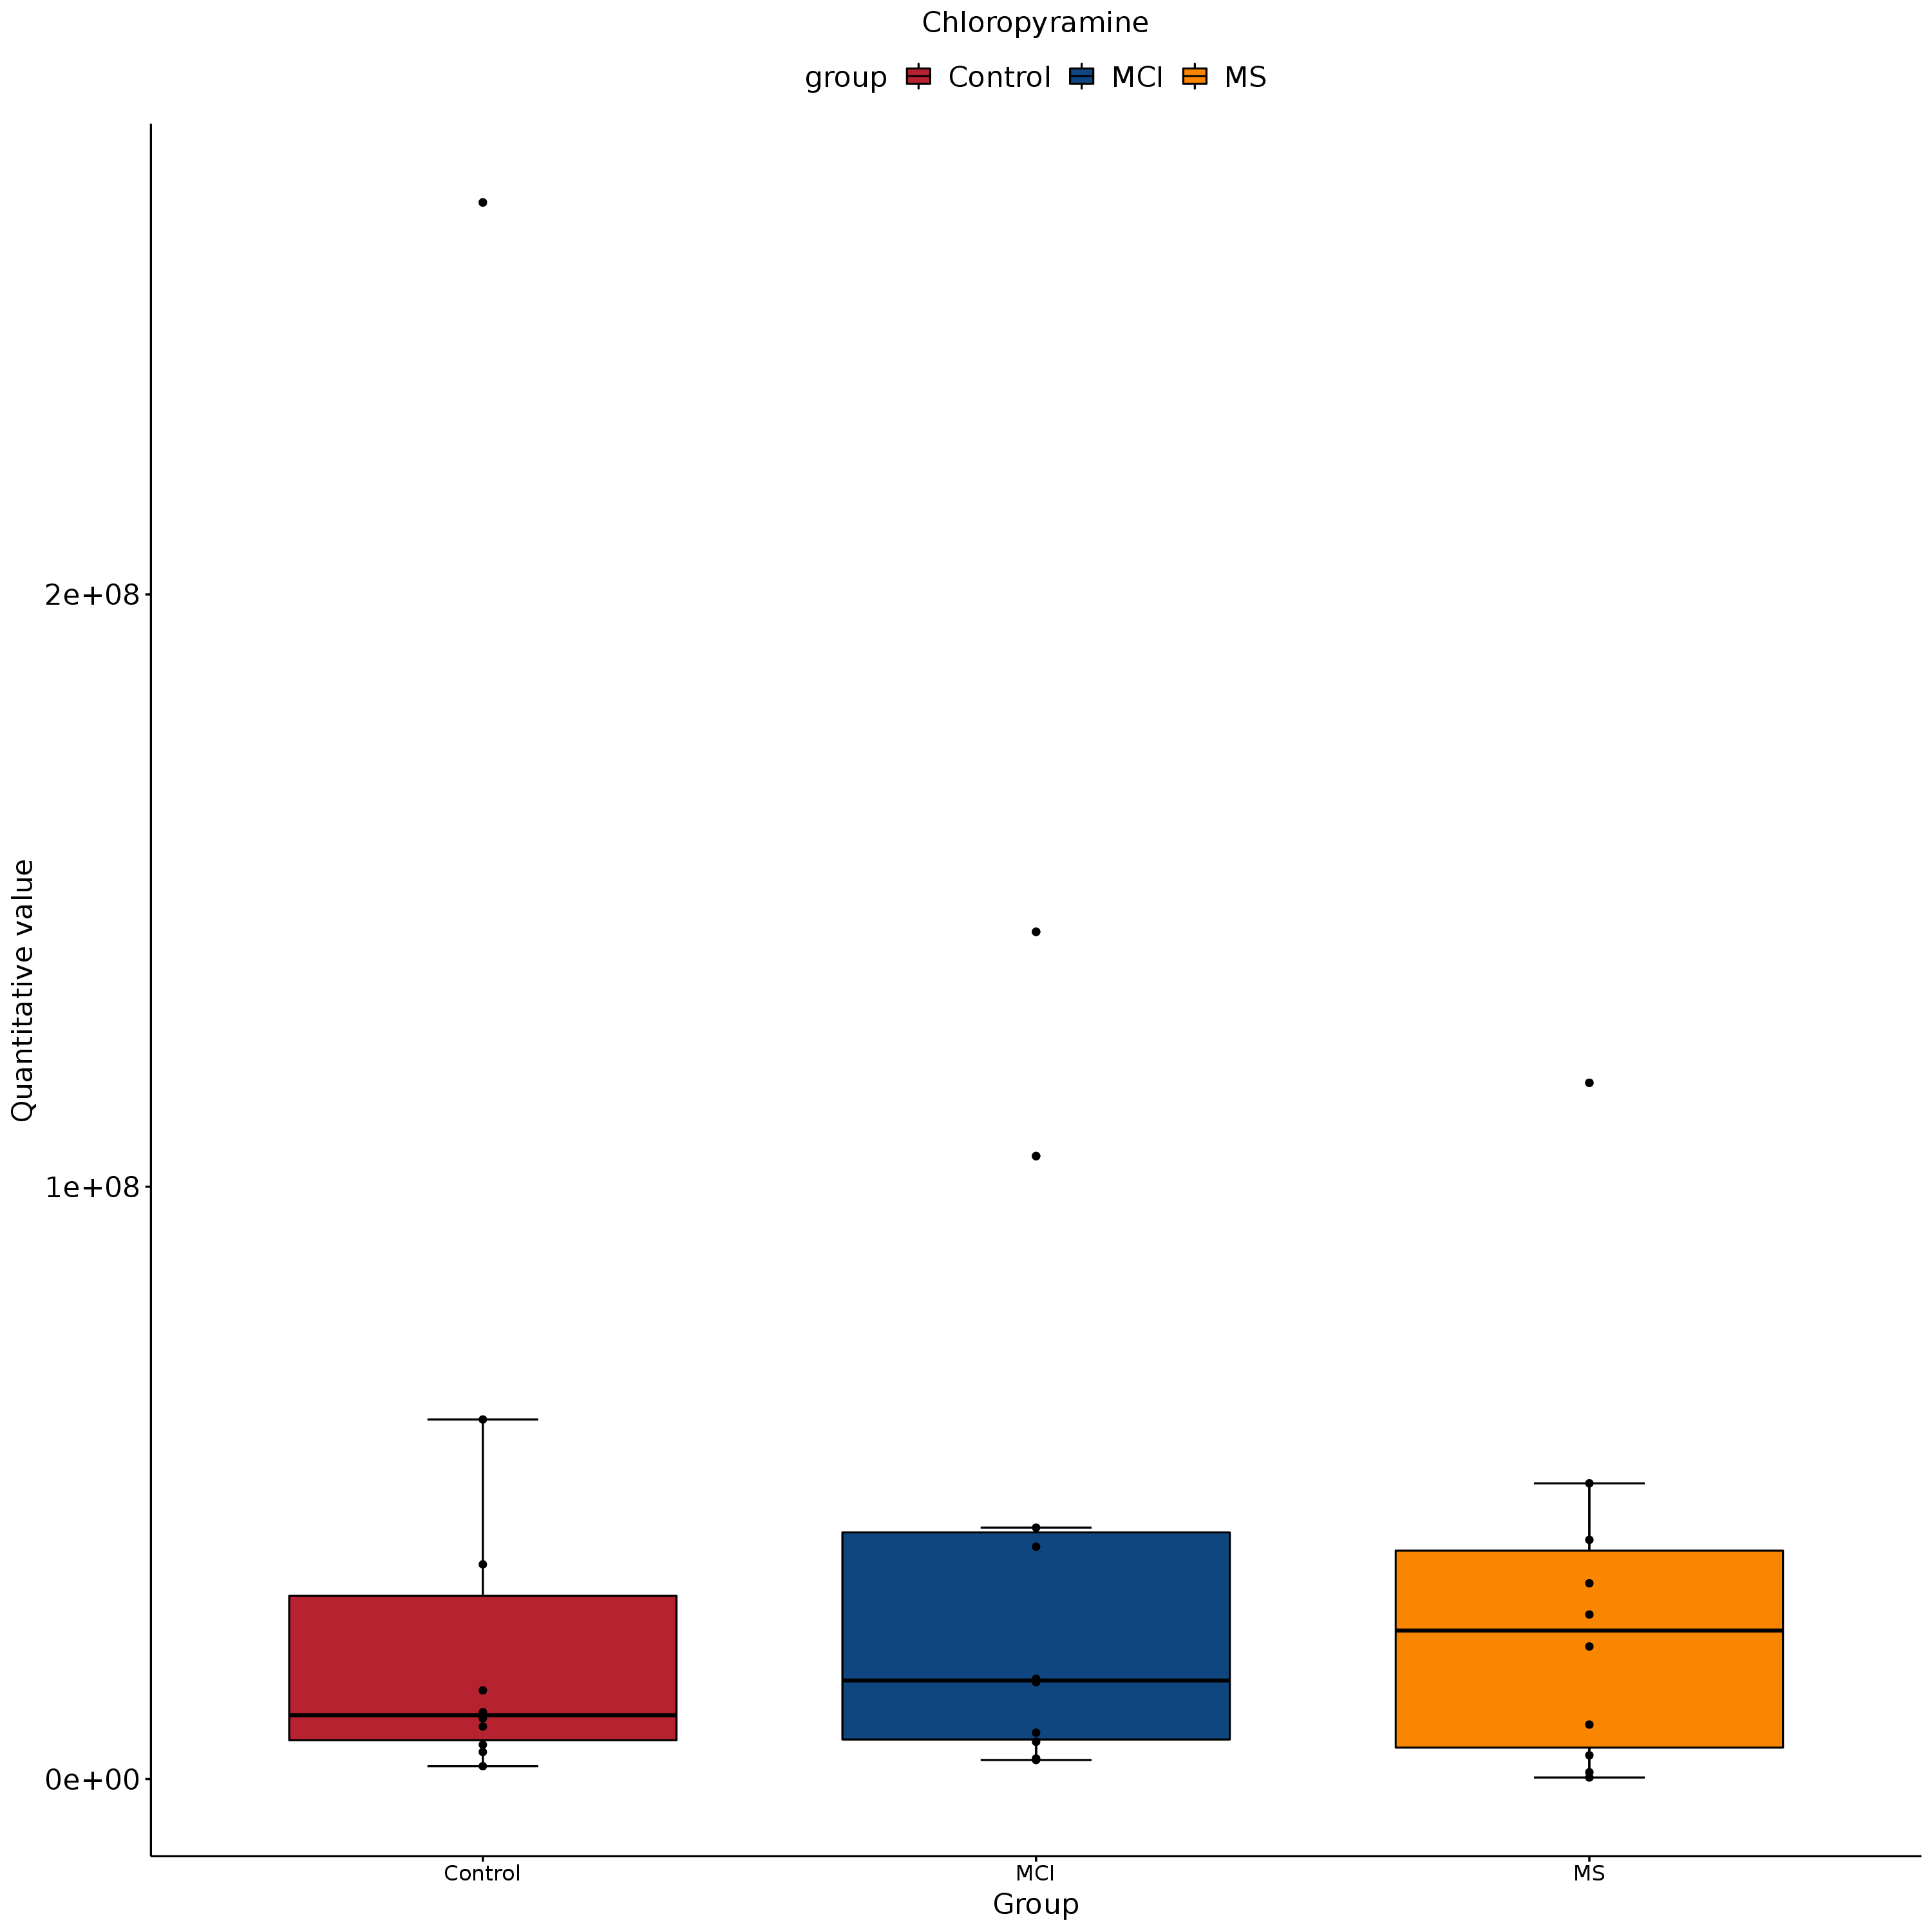 Chloropyramine
group Control MCI MS
Quantitative value
2e+08
1e+08
0e+00
Control MCI MS
Group